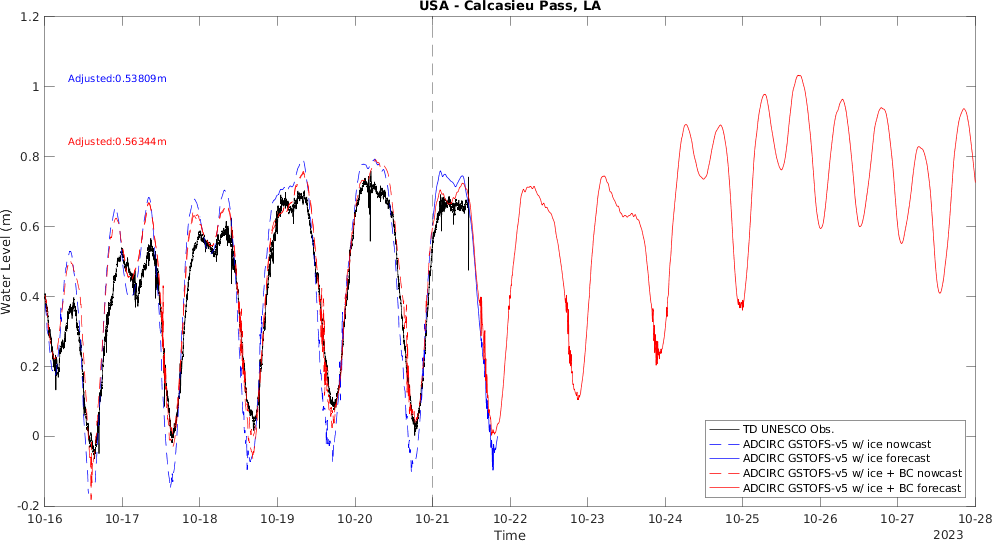 USA - Calcasieu Pass, LA
1.2
1
0.8
0.6
0.4
0.2
0
-0.2
Water Level (m)
Adjusted:0.53809m
Adjusted:0.56344m
TD UNESCO Obs.
ADCIRC GSTOFS-v5 w/ ice nowcast
ADCIRC GSTOFS-v5 w/ ice forecast
ADCIRC GSTOFS-v5 w/ ice + BC nowcast
ADCIRC GSTOFS-v5 w/ ice + BC forecast
10-16 10-17 10-18 10-19 10-20 10-21 10-22 10-23 10-24 10-25 10-26 10-27 10-28
Time
2023